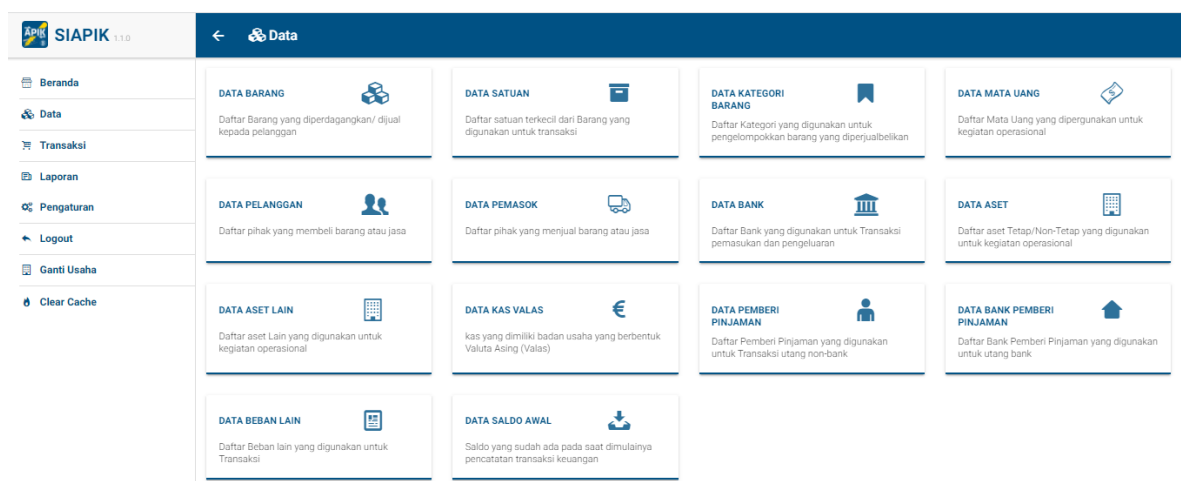 APIK
SIAPIK 1.1.0
Data
Beranda
Data
Transaksi
Laporan
Pengaturan
Logout
Ganti Usaha
Clear Cache
DATA BARANG
Daftar Barang yang diperdagangkan/ dijual
kepada pelanggan
DATA SATUAN
Daftar satuan terkecil dari Barang yang
digunakan untuk transaksi
DATA KATEGORI
BARANG
Daftar Kategori yang digunakan untuk
pengelompokkan barang yang diperjualbelikan
DATA MATA UANG
Daftar Mata Uang yang dipergunakan untuk
kegiatan operasional
DATA PELANGGAN
Daftar pihak yang membeli barang atau jasa
DATA PEMASOK
Daftar pihak yang menjual barang atau jasa
DATA BANK
Daftar Bank yang digunakan untuk Transaksi
pemasukan dan pengeluaran
DATA ASET
Daftar aset Tetap/Non-Tetap yang digunakan
untuk kegiatan operasional
DATA ASET LAIN
Daftar aset Lain yang digunakan untuk
kegiatan operasional
DATA KAS VALAS
kas yang dimiliki badan usaha yang berbentuk
Valuta Asing (Valas)
DATA PEMBERI
PINJAMAN
Daftar Pemberi Pinjaman yang digunakan
untuk Transaksi utang non-bank
DATA BANK PEMBERI
PINJAMAN
Daftar Bank Pemberi Pinjaman yang digunakan
untuk utang bank
DATA BEBAN LAIN
Daftar Beban lain yang digunakan untuk
Transaksi
DATA SALDO AWAL
Saldo yang sudah ada pada saat dimulainya
pencatatan transaksi keuangan